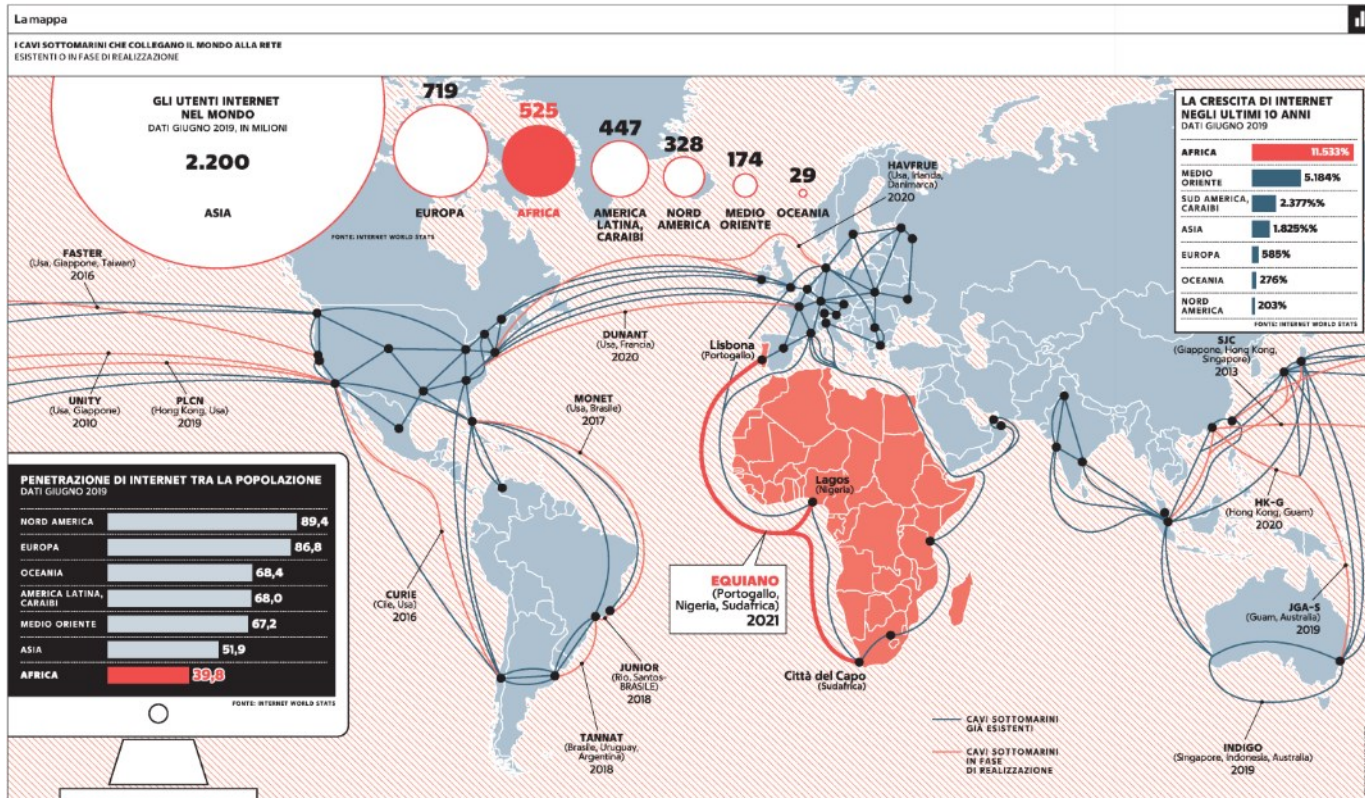 La mappa
I CAVI SOTTOMARINI CHE COLLEGANO IL MONDO ALLA RETE
ESISTENTI O IN FASE DI REALIZZAZIONE
GLI UTENTI INTERNET
NEL MONDO
DATI GIUGNO 2019, IN MILIONI
2.200
ASIA
719
EUROPA
525
AFRICA
447
AMERICA
LATINA,
CARAIBI
328
NORD
AMERICA
174
MEDIO
ORIENTE
29
OCEANIA
FONTE: INTERNET WORLD STATS
LA CRESCITA DI INTERNET
NEGLI ULTIMI 10 ANNI
DATI GIUGNO 2019
AFRICA
11.533%
MEDIO
ORIENTE
5.184%
SUD AMERICA,
CARAIBI
2.377%%
ASIA
1.825%%
EUROPA
585%
OCEANIA
276%
NORD
AMERICA
203%
FONTE: INTERNET WORLD STATS
HAVFRUE
(Usa, Irlanda,
Danimarca)
2020
FASTER
(Usa, Giappone, Taiwan)
2016
UNITY
(Usa, Giappone)
2010
PLCN
(Hong Kong, Usa)
2019
DUNANT
(Usa, Francia)
2020
MONET
(Usa, Brasile)
2017
Lisbona
(Portogallo)
Lagos
(Nigeria)
EQUIANO
(Portogallo,
Nigeria, Sudafrica)
2021
Città del Capo
(Sudafrica)
SJC
(Giappone, Hong Kong,
Singapore)
2013
HK-G
(Hong Kong, Guam)
2020
JGA-S
(Guam, Australia)
2019
INDIGO
(Singapore, Indonesia, Australia)
2019
CURIE
(Cile, Usa)
2016
JUNIOR
(Rio, Santos-
BRASILE)
2018
TANNAT
(Brasile, Uruguay,
Argentina)
2018
PENETRAZIONE DI INTERNET TRA LA POPOLAZIONE
DATI GIUGNO 2019
NORD AMERICA
89,4
EUROPA
86,8
OCEANIA
68,4
AMERICA LATINA,
CARAIBI
68,0
MEDIO ORIENTE
67,2
ASIA
51,9
AFRICA
39,8
FONTE: INTERNET WORLD STATS
CAVI SOTTOMARINI
GIÀ ESISTENTI
CAVI SOTTOMARINI
IN FASE
DI REALIZZAZIONE